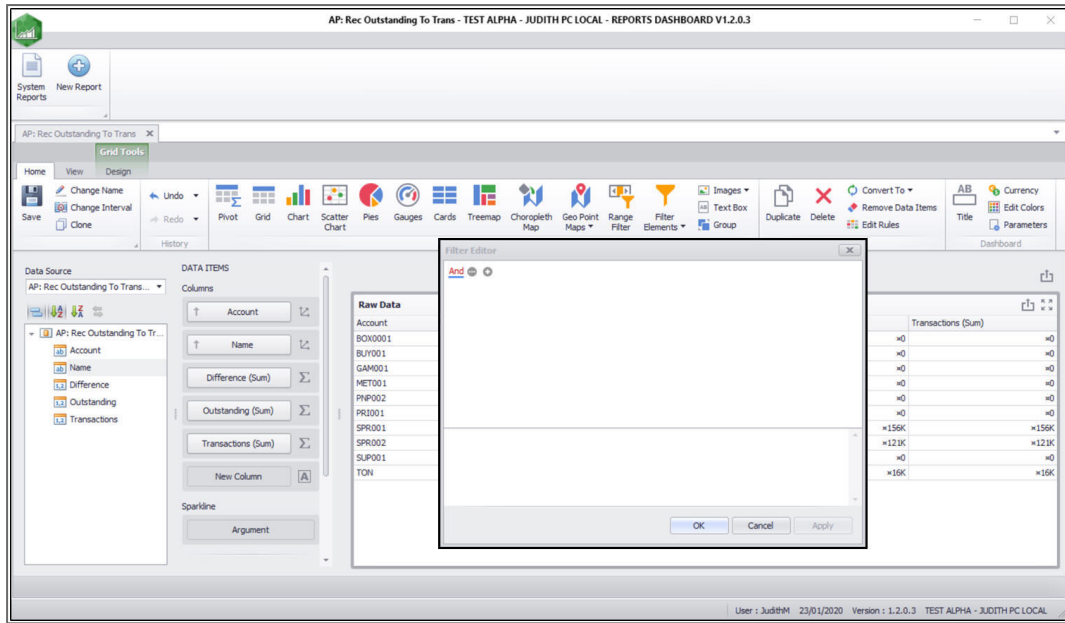 AP: Rec Outstanding To Trans - TEST ALPHA - JUDITH PC LOCAL - REPORTS DASHBOARD V1.2.0.3
System Reports
New Report
AP: Rec Outstanding To Trans
Grid Tools
Home View Design
Save
Change Name
Change Interval
Clone
Undo
Redo
History
Pivot
Grid
Chart
Scatter Chart
Pies
Gauges
Cards
Treemap
Choropleth Map
Geo Point Maps
Range Filter
Filter Elements
Images
Text Box
Group
Duplicate
Delete
Convert To
Remove Data Items
Edit Rules
AB
Title
Currency
Edit Colors
Parameters
Dashboard
Data Source
AP: Rec Outstanding To Trans...
AP: Rec Outstanding To Tr...
Account
Name
Difference
Outstanding
Transactions
DATA ITEMS
Columns
Account
Name
Difference (Sum)
Outstanding (Sum)
Transactions (Sum)
New Column
Sparkline
Argument
Filter Editor
And
OK Cancel Apply
Raw Data
Account Transactions (Sum)
BOX0001 ¤0 ¤0
BUY001 ¤0 ¤0
GAM001 ¤0 ¤0
MET001 ¤0 ¤0
PNP002 ¤0 ¤0
PRI001 ¤0 ¤0
SPR001 ¤156K ¤156K
SPR002 ¤121K ¤121K
SUP001 ¤0 ¤0
TON ¤16K ¤16K
User : JudithM 23/01/2020 Version : 1.2.0.3 TEST ALPHA - JUDITH PC LOCAL